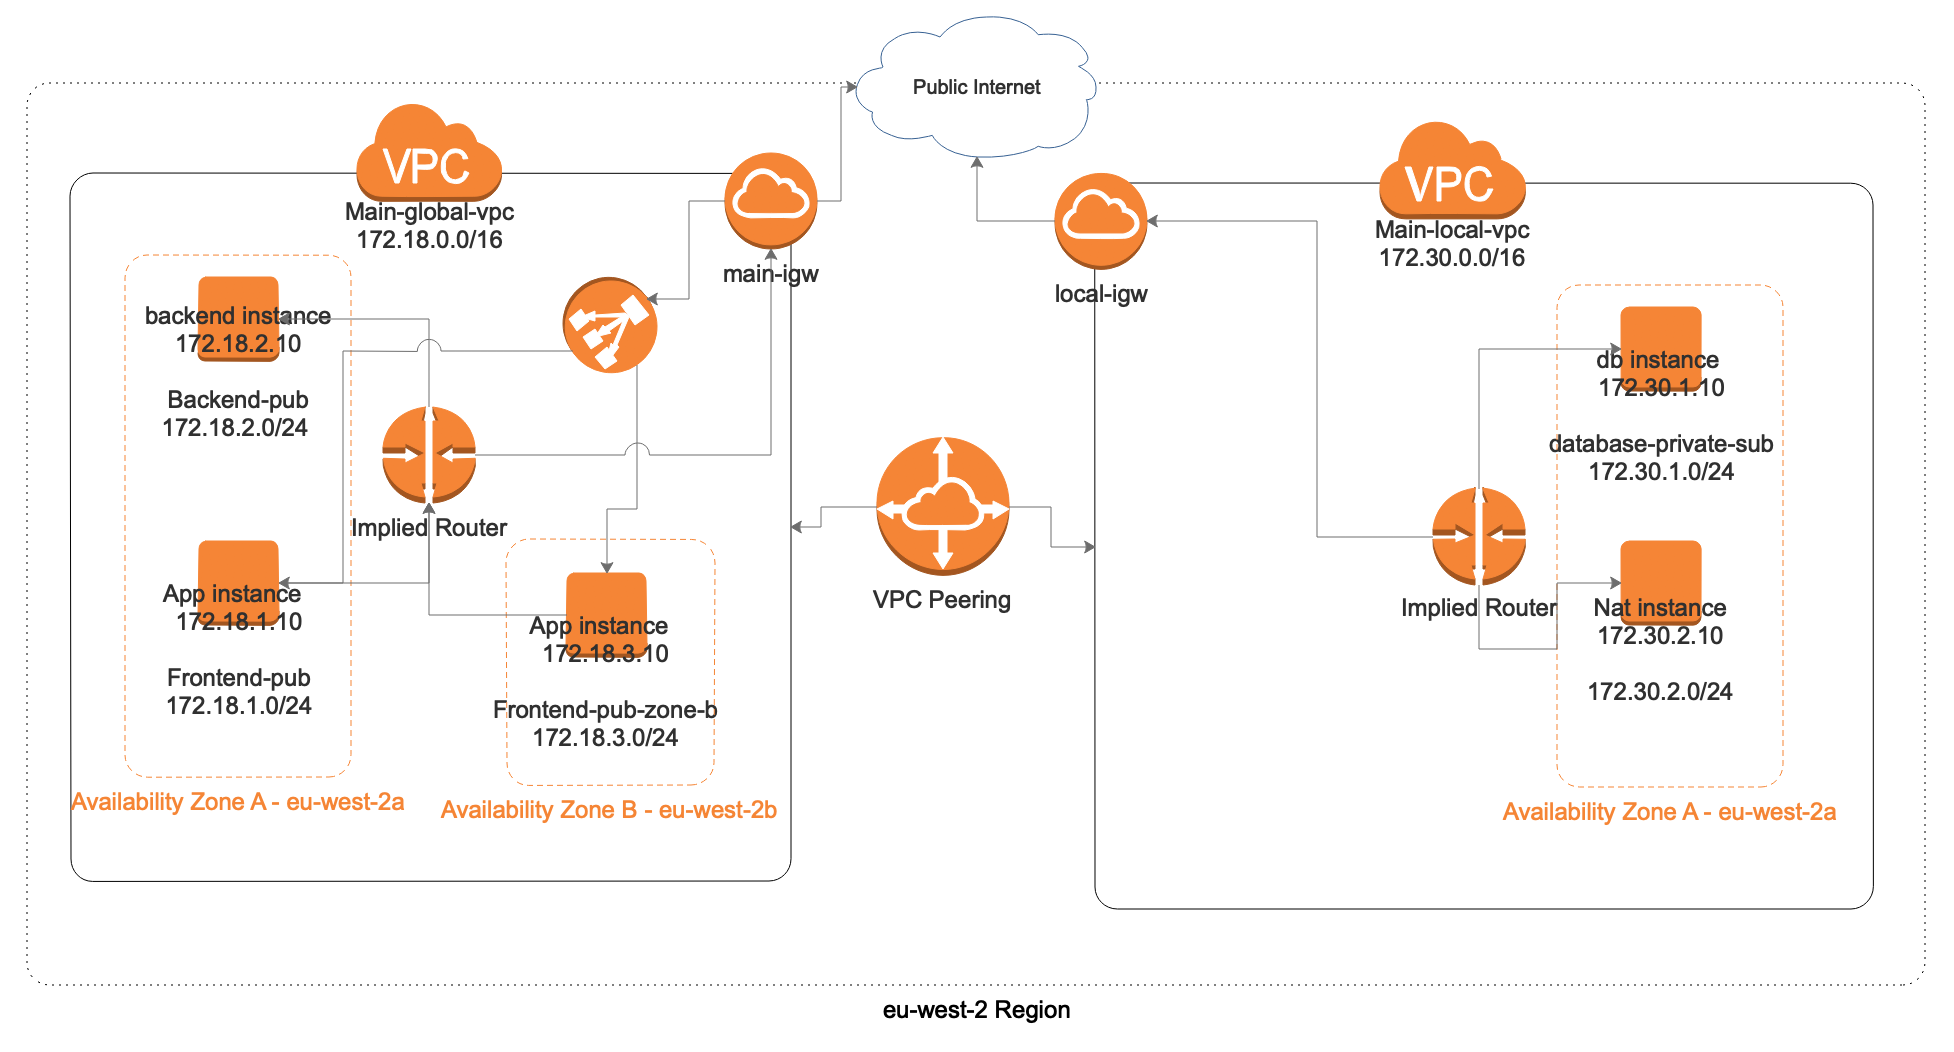 Public Internet
VPC
Main-global-vpc
172.18.0.0/16
main-igw
backend instance
172.18.2.10
Backend-pub
172.18.2.0/24
Implied Router
App instance
172.18.1.10
Frontend-pub
172.18.1.0/24
App instance
172.18.3.10
Frontend-pub-zone-b
172.18.3.0/24
Availability Zone A - eu-west-2a
Availability Zone B - eu-west-2b
VPC Peering
VPC
Main-local-vpc
172.30.0.0/16
local-igw
db instance
172.30.1.10
database-private-sub
172.30.1.0/24
Implied Router
Nat instance
172.30.2.10
172.30.2.0/24
Availability Zone A - eu-west-2a
eu-west-2 Region